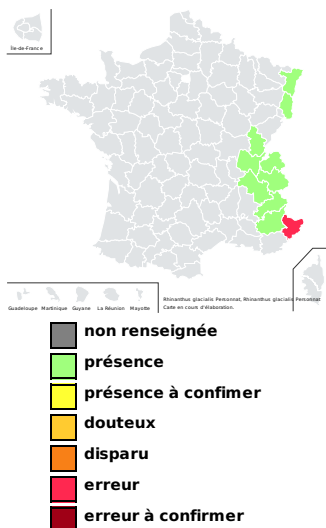 Île-de-France
Rhinanthus glacialis Personnat, Rhinanthus glacialis Personnat
Carte en cours d'élaboration.
Guadeloupe Martinique Guyane La Réunion Mayotte
non renseignée
présence
présence à confimer
douteux
disparu
erreur
erreur à confirmer